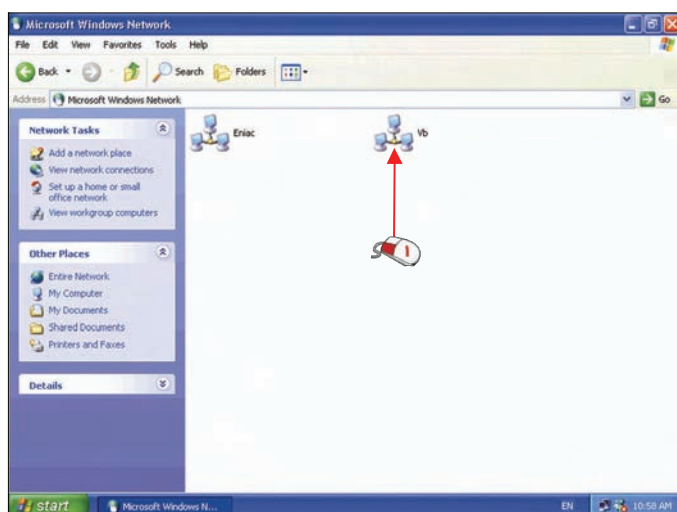 Microsoft Windows Network
File Edit View Favorites Tools Help
Back Search Folders
Address Microsoft Windows Network Go
Network Tasks
Add a network place
View network connections
Set up a home or small
office network
View workgroup computers
Other Places
Entire Network
My Computer
My Documents
Shared Documents
Printers and Faxes
Details
Eniac
Vb
١
start Microsoft Windows N... EN 10:58 AM